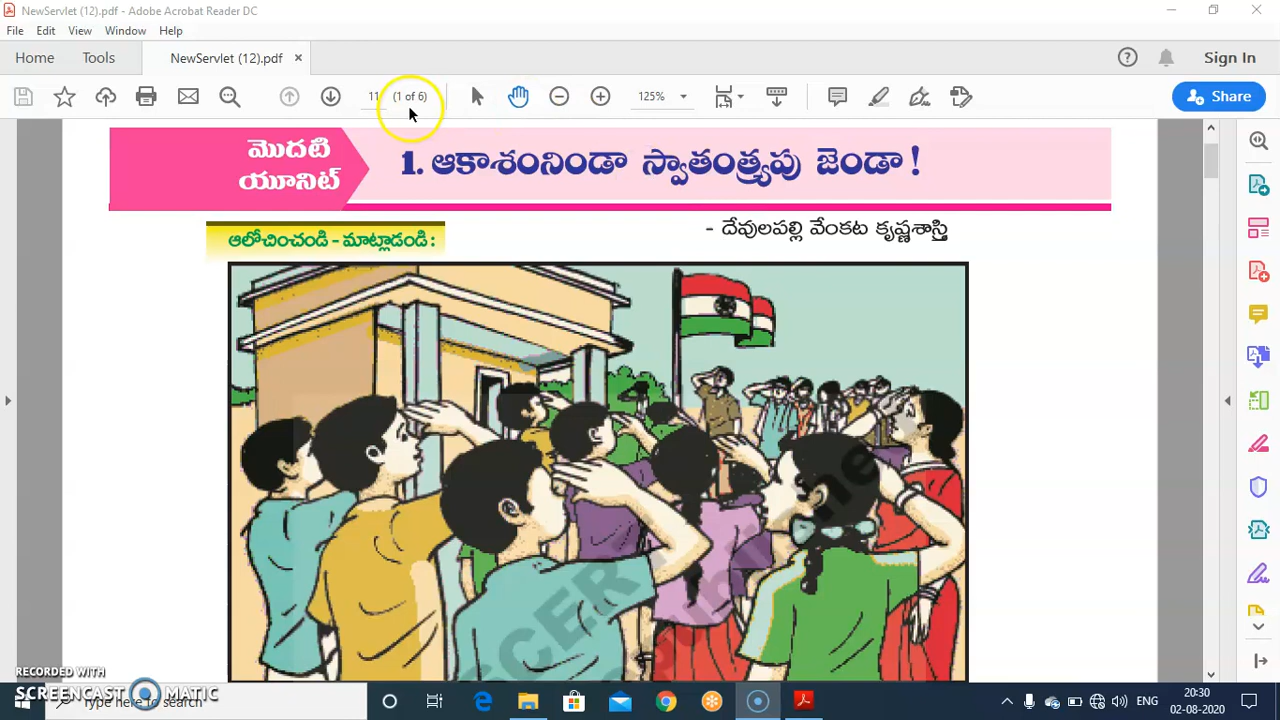 NewServlet (12).pdf - Adobe Acrobat Reader DC
File Edit View Window Help
Home Tools NewServlet (12).pdf × Sign In
11 (1 of 6) 125% Share
మొదటి
యూనిట్
1. ఆకాశంనిండా స్వాతంత్ర్యపు జెండా!
- దేవులపల్లి వేంకట కృష్ణశాస్త్రి
ఆలోచించండి - మాట్లాడండి :
SCERT
RECORDED WITH
SCREENCAST MATIC
Type here to search
ENG
20:30
02-08-2020